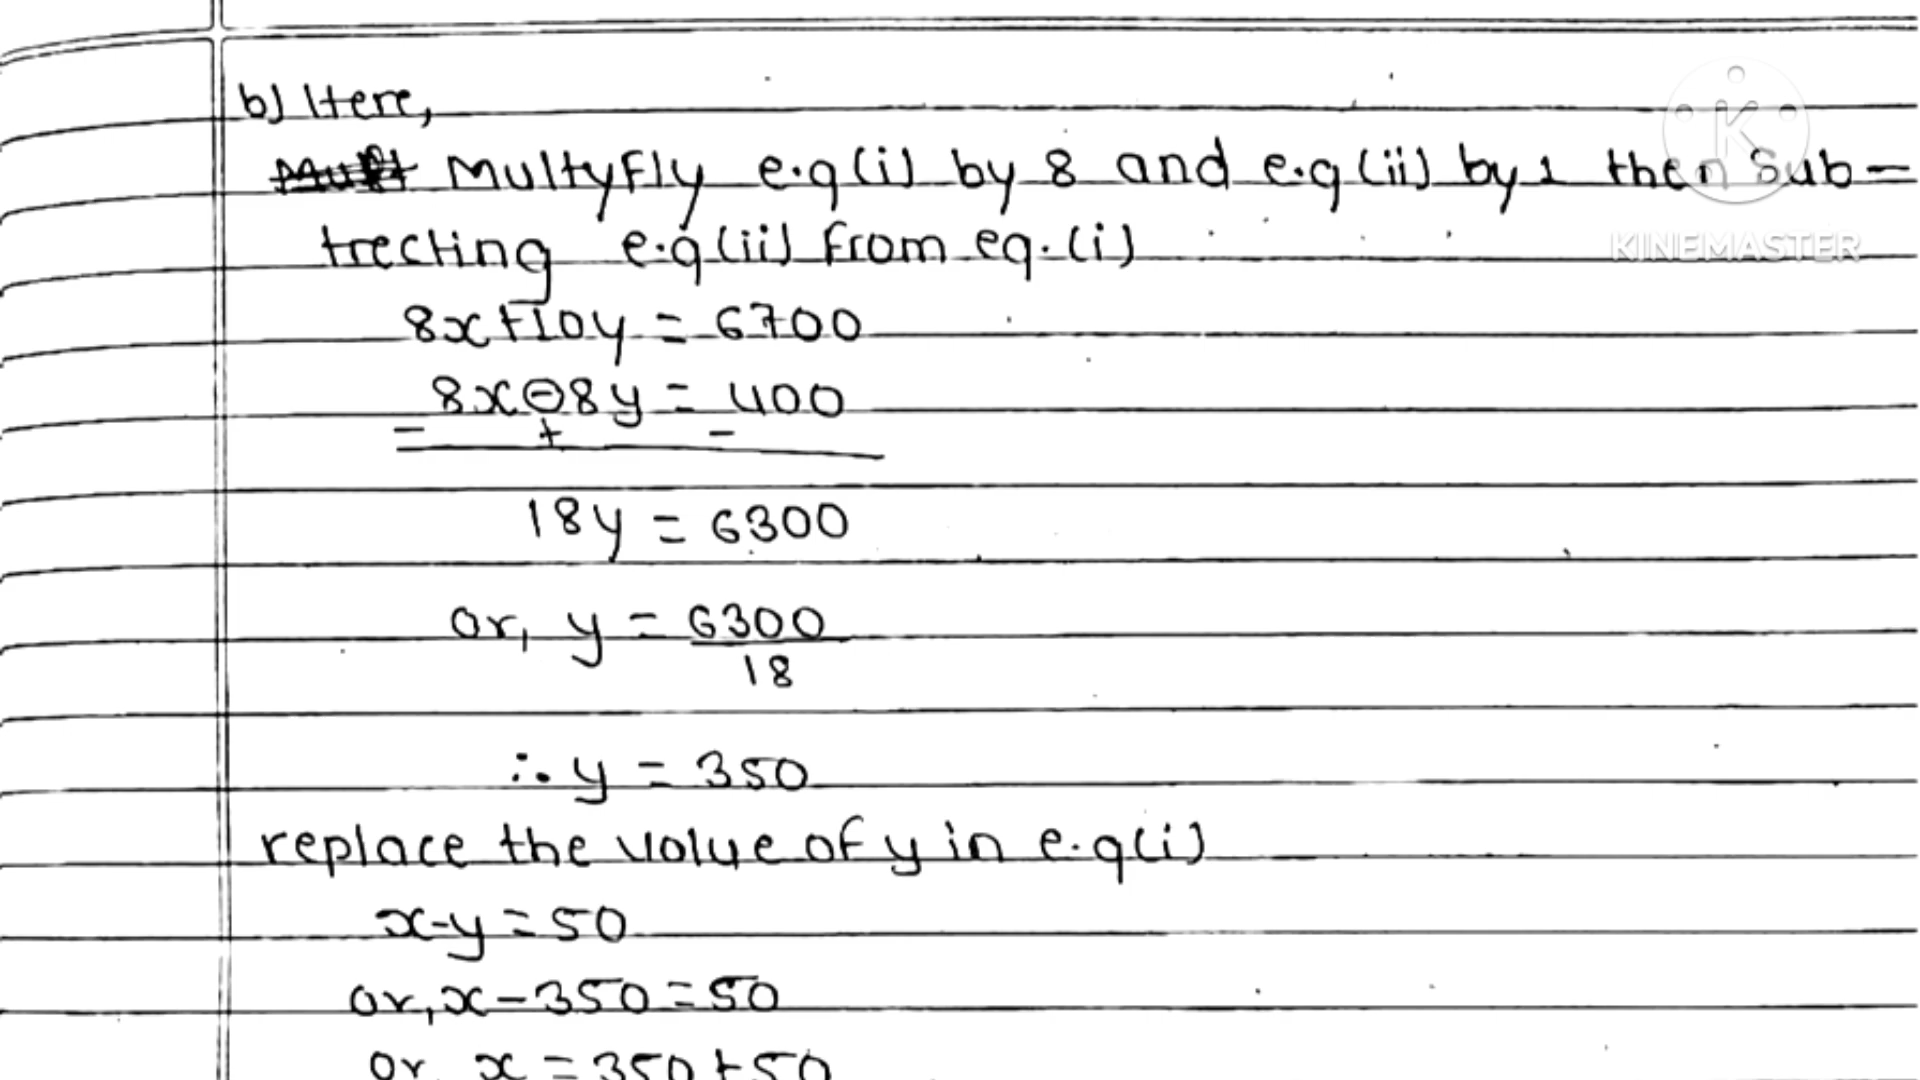 b) Here,
Multyfly e.q(i) by 8 and e.q(ii) by 1 then sub-
trecting e.q(ii) from eq.(i)
8x+10y = 6700
8x-8y = 400
- + -
18y = 6300
or, y = 6300
18
∴ y = 350
replace the value of y in e.q(i)
x-y = 50
or, x-350 = 50
or, x = 350+50
K
KINEMASTER